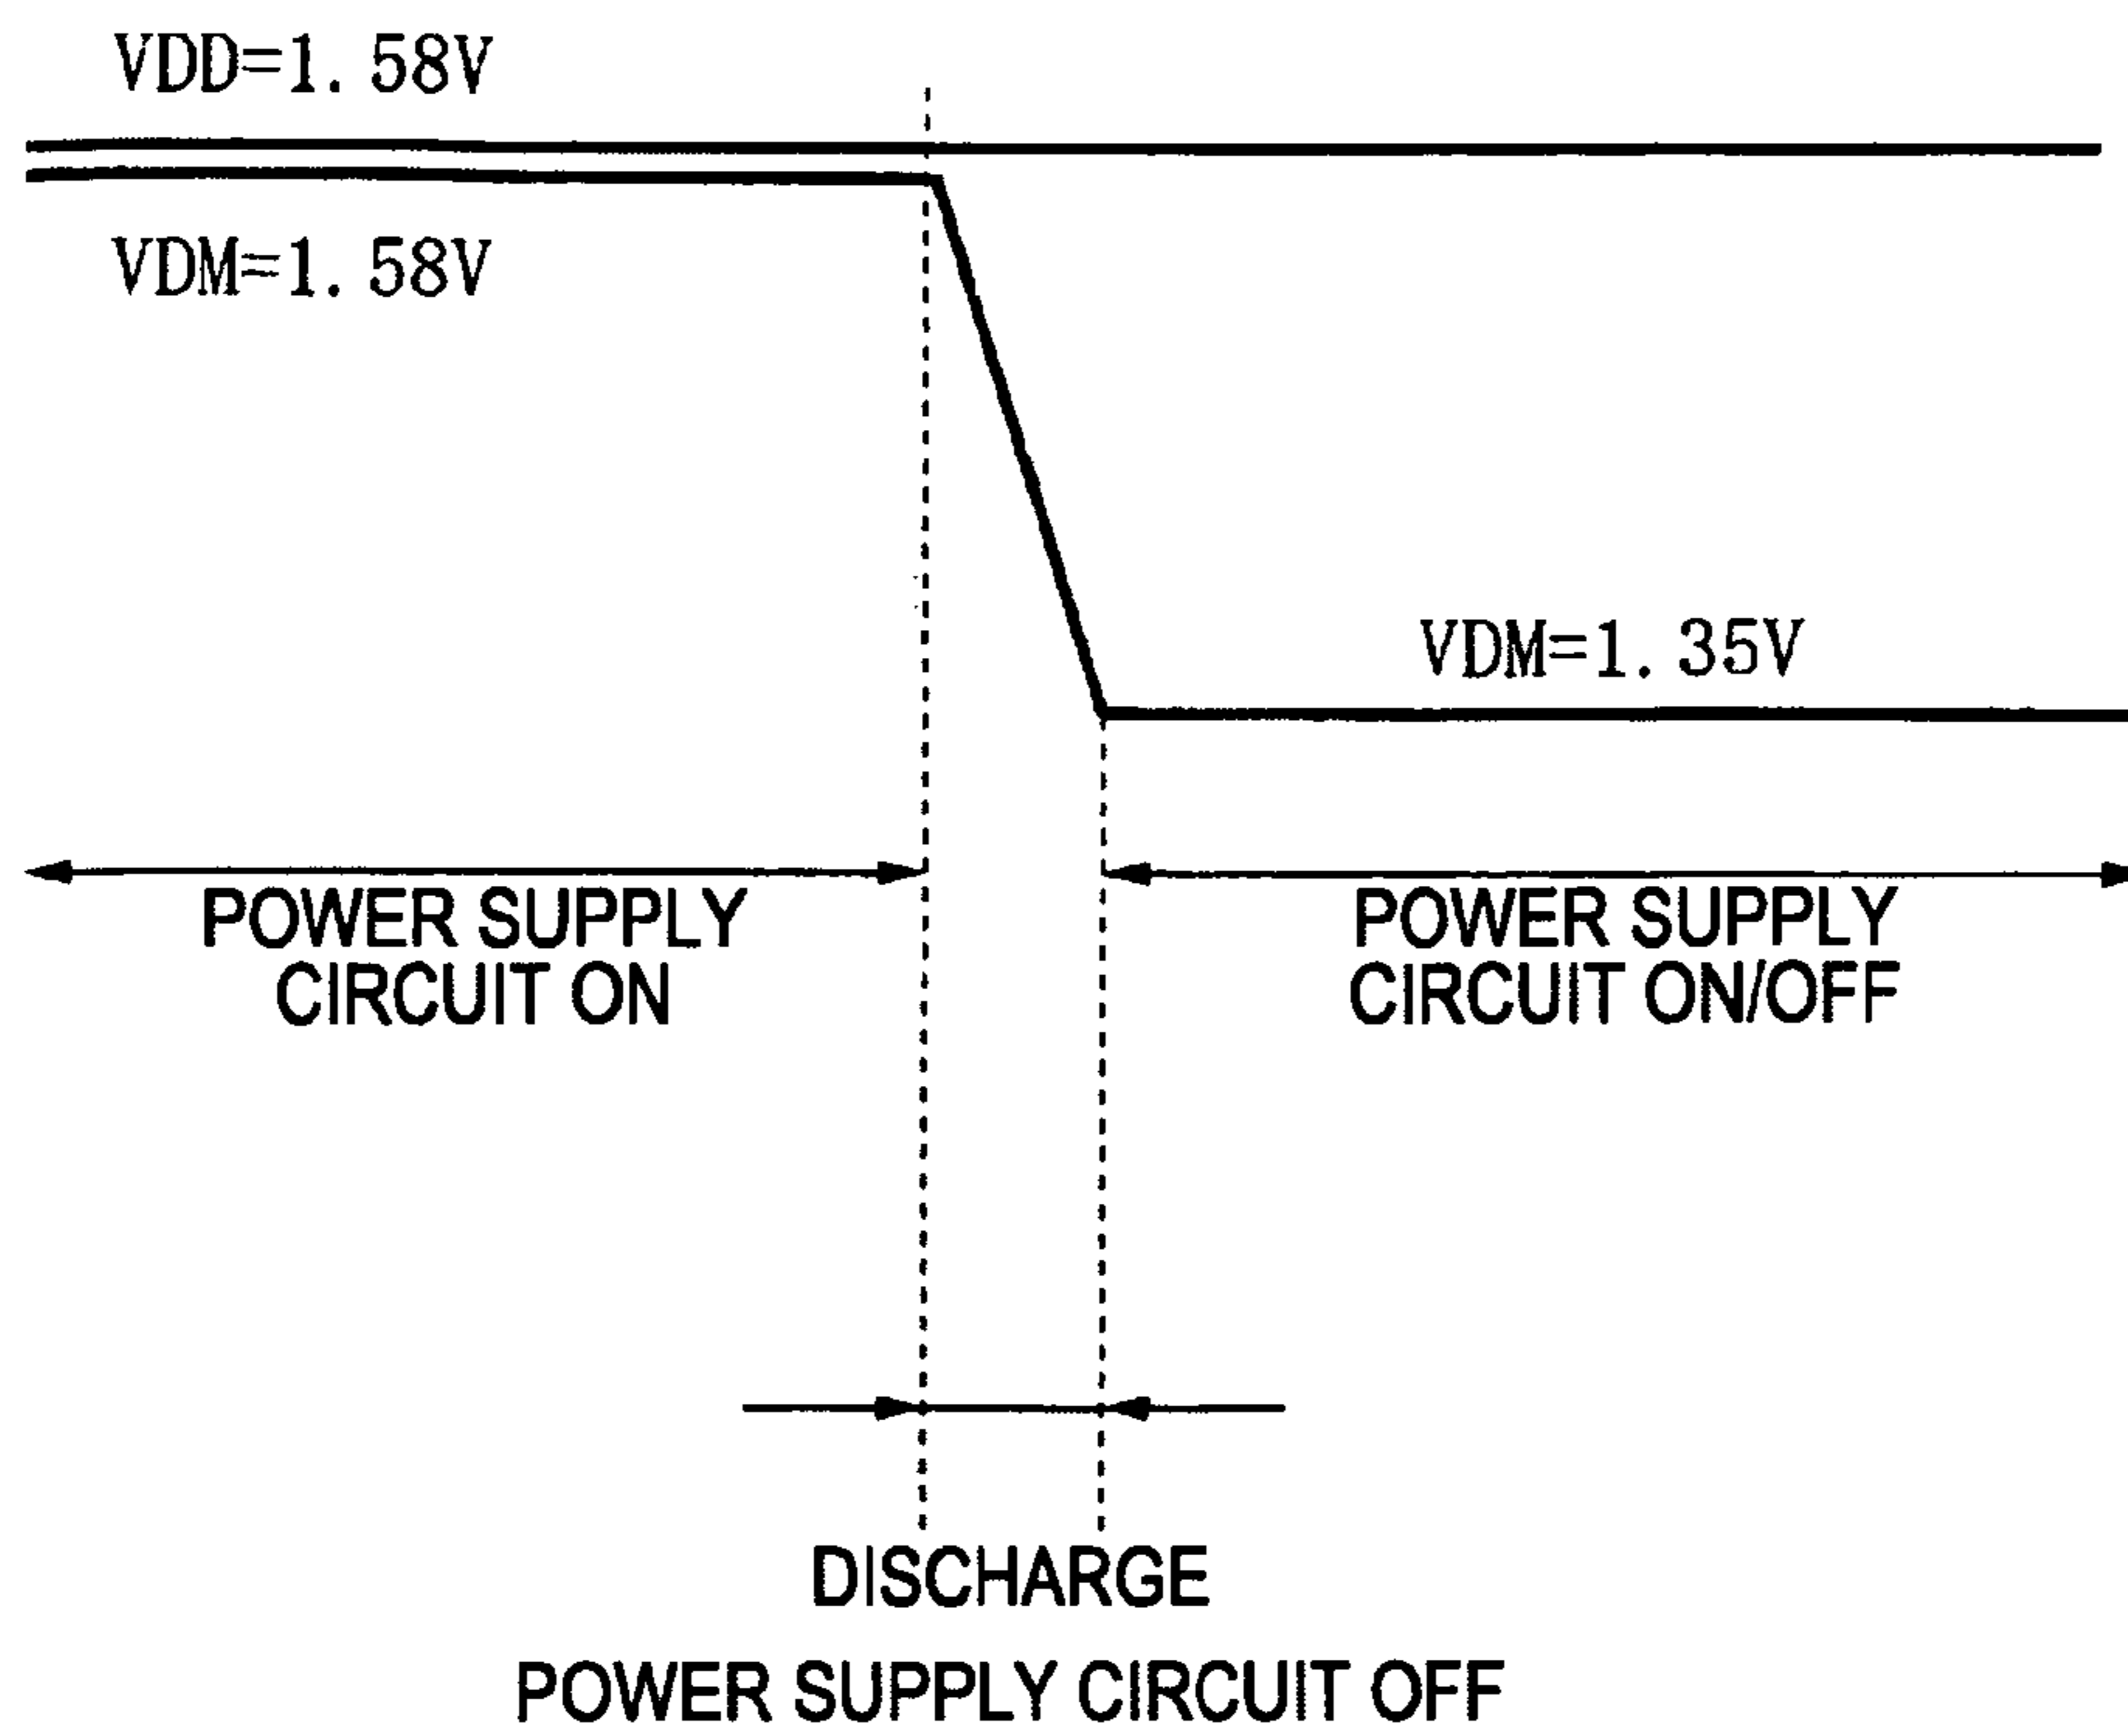 VDD=1.58V
VDM=1.58V
VDM=1.35V
POWER SUPPLY
CIRCUIT ON
POWER SUPPLY
CIRCUIT ON/OFF
DISCHARGE
POWER SUPPLY CIRCUIT OFF